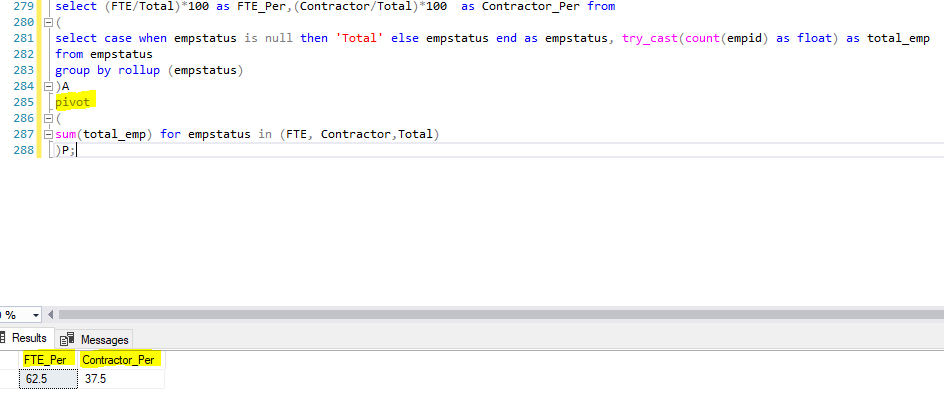 279 select (FTE/Total)*100 as FTE_Per,(Contractor/Total)*100  as Contractor_Per from
280 (
281 select case when empstatus is null then 'Total' else empstatus end as empstatus, try_cast(count(empid) as float) as total_emp
282 from empstatus
283 group by rollup (empstatus)
284 )A
285 pivot
286 (
287 sum(total_emp) for empstatus in (FTE, Contractor,Total)
288 )P;
%
Results Messages
FTE_Per Contractor_Per
62.5 37.5